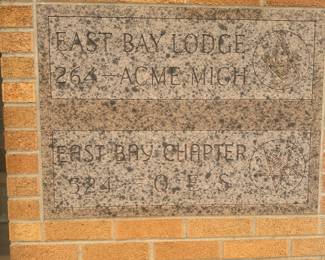 EAST BAY LODGE
264 — ACME MICH
EAST BAY CHAPTER
324 — O E S